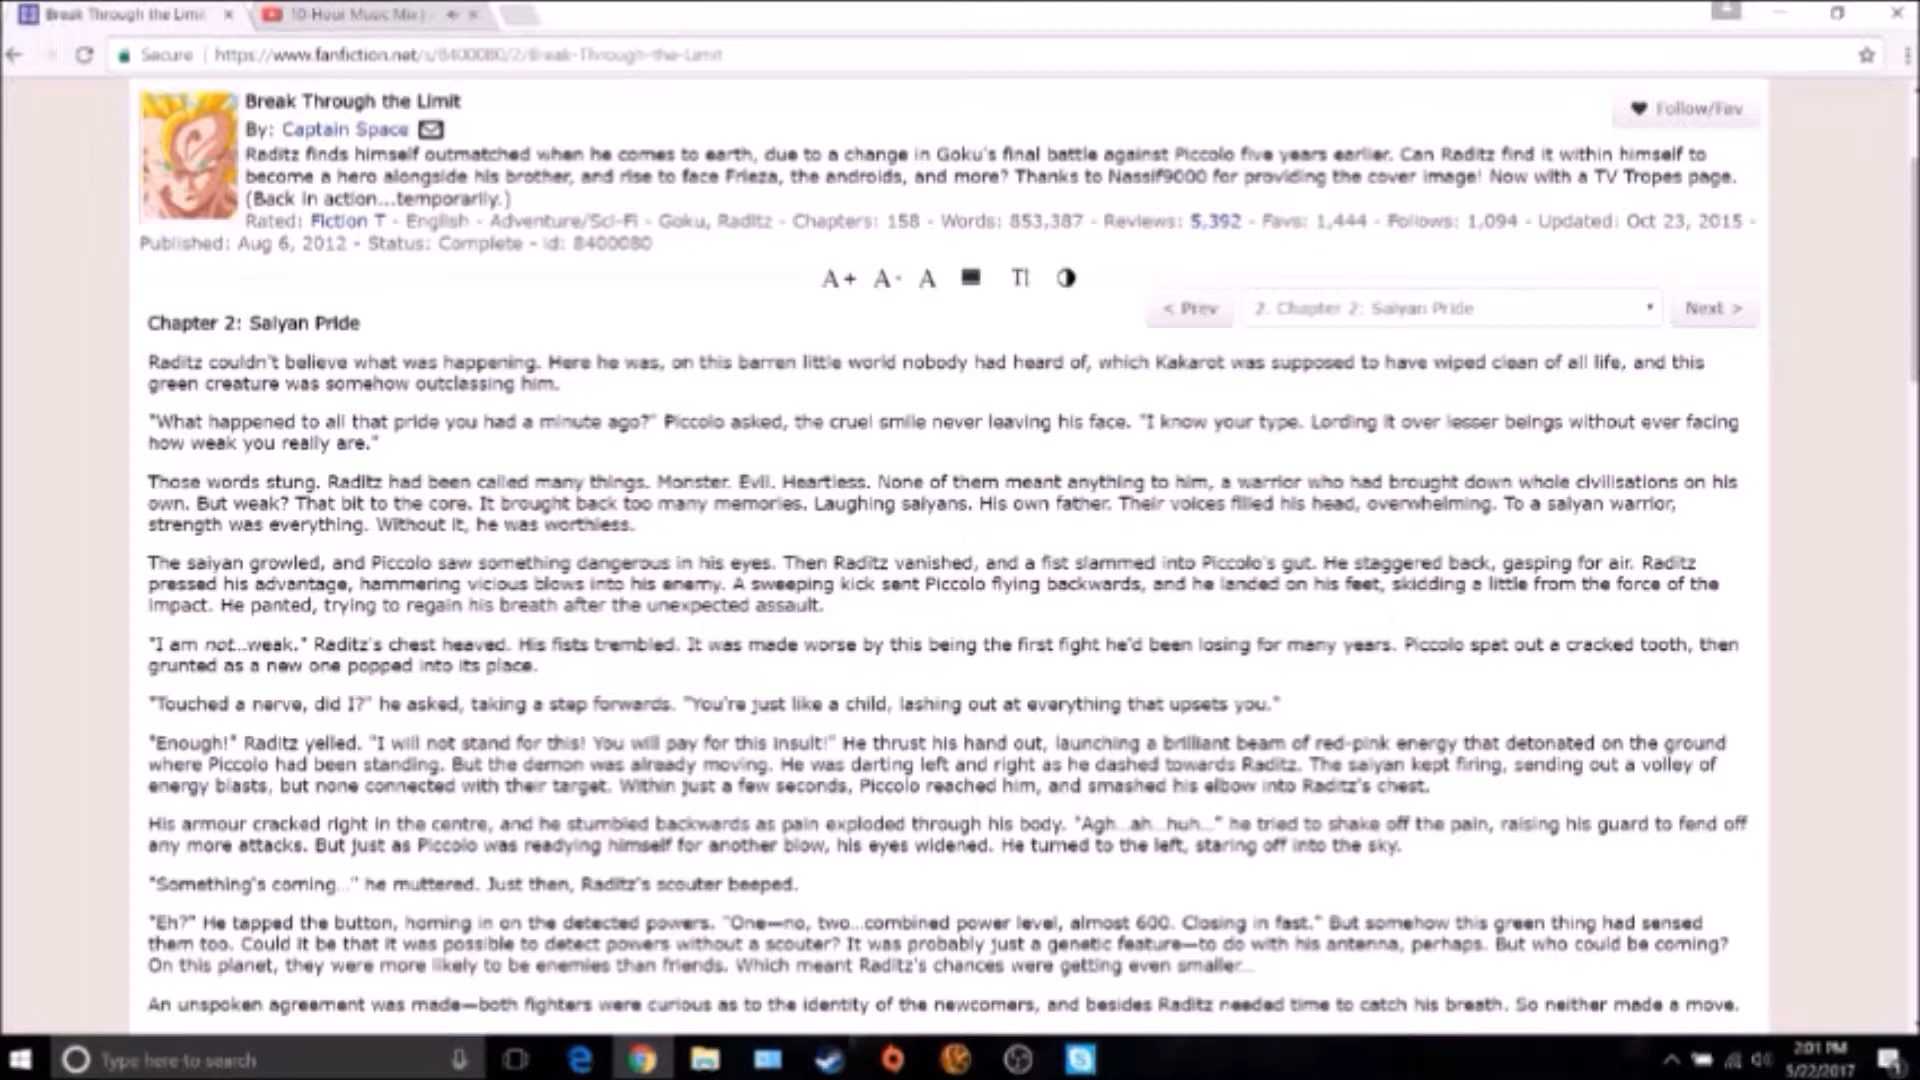 Break Through the Limi
10-Hour Music Mix
Secure
https://www.fanfiction.net/s/8400080/2/Break-Through-the-Limit
Break Through the Limit
Follow/Fav
By: Captain Space
Raditz finds himself outmatched when he comes to earth, due to a change in Goku's final battle against Piccolo five years earlier. Can Raditz find it within himself to
become a hero alongside his brother, and rise to face Frieza, the androids, and more? Thanks to Nassif9000 for providing the cover image! Now with a TV Tropes page.
(Back in action...temporarily.)
Rated: Fiction T - English - Adventure/Sci-Fi - Goku, Raditz - Chapters: 158 - Words: 853,387 - Reviews: 5,392 - Favs: 1,444 - Follows: 1,094 - Updated: Oct 23, 2015 -
Published: Aug 6, 2012 - Status: Complete - id: 8400080
A+ A- A TI
< Prev 2. Chapter 2: Saiyan Pride Next >
Chapter 2: Saiyan Pride
Raditz couldn't believe what was happening. Here he was, on this barren little world nobody had heard of, which Kakarot was supposed to have wiped clean of all life, and this
green creature was somehow outclassing him.
"What happened to all that pride you had a minute ago?" Piccolo asked, the cruel smile never leaving his face. "I know your type. Lording it over lesser beings without ever facing
how weak you really are."
Those words stung. Raditz had been called many things. Monster. Evil. Heartless. None of them meant anything to him, a warrior who had brought down whole civilisations on his
own. But weak? That bit to the core. It brought back too many memories. Laughing saiyans. His own father. Their voices filled his head, overwhelming. To a saiyan warrior,
strength was everything. Without it, he was worthless.
The saiyan growled, and Piccolo saw something dangerous in his eyes. Then Raditz vanished, and a fist slammed into Piccolo's gut. He staggered back, gasping for air. Raditz
pressed his advantage, hammering vicious blows into his enemy. A sweeping kick sent Piccolo flying backwards, and he landed on his feet, skidding a little from the force of the
impact. He panted, trying to regain his breath after the unexpected assault.
"I am not...weak." Raditz's chest heaved. His fists trembled. It was made worse by this being the first fight he'd been losing for many years. Piccolo spat out a cracked tooth, then
grunted as a new one popped into its place.
"Touched a nerve, did I?" he asked, taking a step forwards. "You're just like a child, lashing out at everything that upsets you."
"Enough!" Raditz yelled. "I will not stand for this! You will pay for this insult!" He thrust his hand out, launching a brilliant beam of red-pink energy that detonated on the ground
where Piccolo had been standing. But the demon was already moving. He was darting left and right as he dashed towards Raditz. The saiyan kept firing, sending out a volley of
energy blasts, but none connected with their target. Within just a few seconds, Piccolo reached him, and smashed his elbow into Raditz's chest.
His armour cracked right in the centre, and he stumbled backwards as pain exploded through his body. "Agh...ah...huh..." he tried to shake off the pain, raising his guard to fend off
any more attacks. But just as Piccolo was readying himself for another blow, his eyes widened. He turned to the left, staring off into the sky.
"Something's coming..." he muttered. Just then, Raditz's scouter beeped.
"Eh?" He tapped the button, homing in on the detected powers. "One—no, two...combined power level, almost 600. Closing in fast." But somehow this green thing had sensed
them too. Could it be that it was possible to detect powers without a scouter? It was probably just a genetic feature—to do with his antenna, perhaps. But who could be coming?
On this planet, they were more likely to be enemies than friends. Which meant Raditz's chances were getting even smaller...
An unspoken agreement was made—both fighters were curious as to the identity of the newcomers, and besides Raditz needed time to catch his breath. So neither made a move.
Type here to search
2:01 PM
5/22/2017